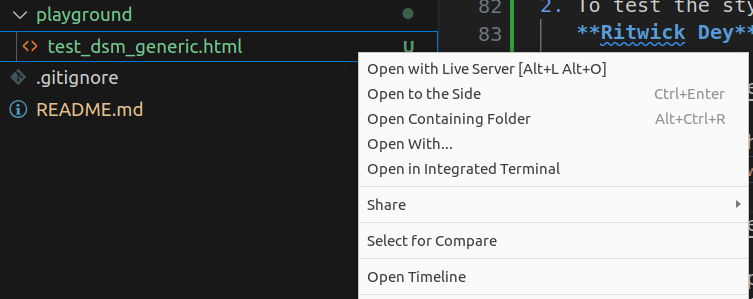 playground
test_dsm_generic.html
U
.gitignore
README.md
82
2. To test the sty
83
**Ritwick Dey**
Open with Live Server [Alt+L Alt+O]
Open to the Side Ctrl+Enter
Open Containing Folder Alt+Ctrl+R
Open With...
Open in Integrated Terminal
Share
Select for Compare
Open Timeline